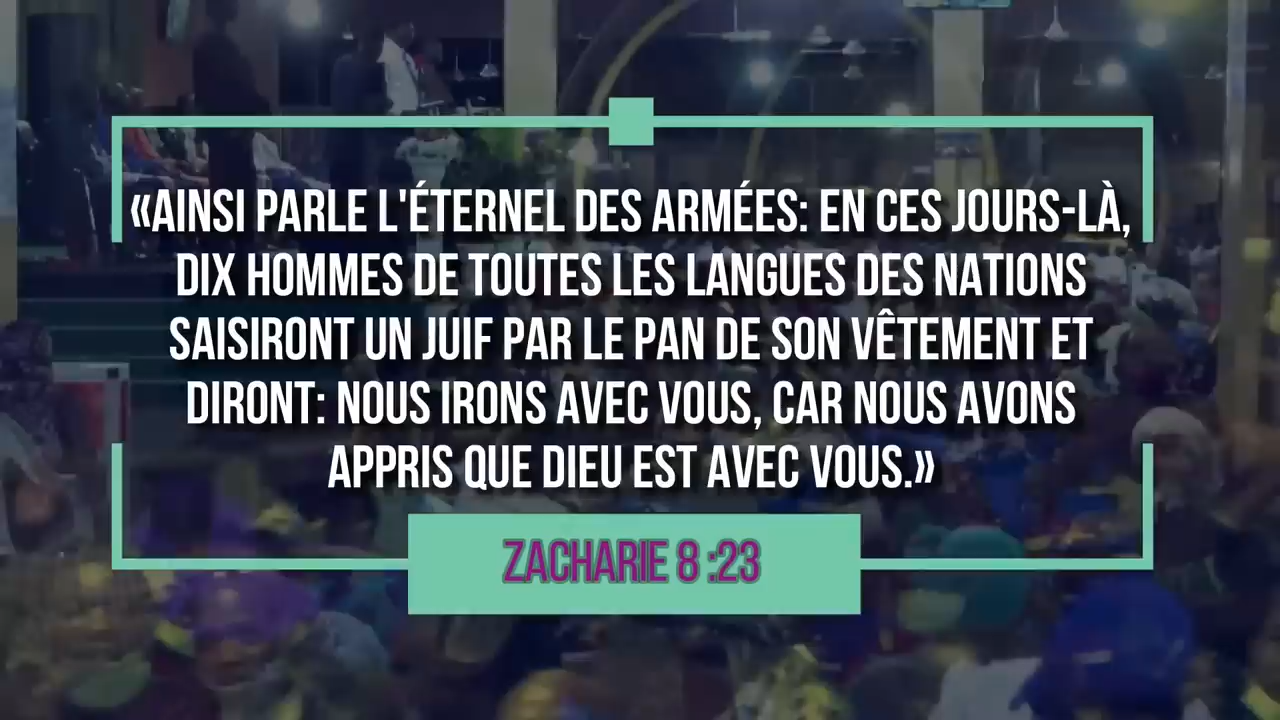 «AINSI PARLE L'ÉTERNEL DES ARMÉES: EN CES JOURS-LÀ,
DIX HOMMES DE TOUTES LES LANGUES DES NATIONS
SAISIRONT UN JUIF PAR LE PAN DE SON VÊTEMENT ET
DIRONT: NOUS IRONS AVEC VOUS, CAR NOUS AVONS
APPRIS QUE DIEU EST AVEC VOUS.»
ZACHARIE 8 :23